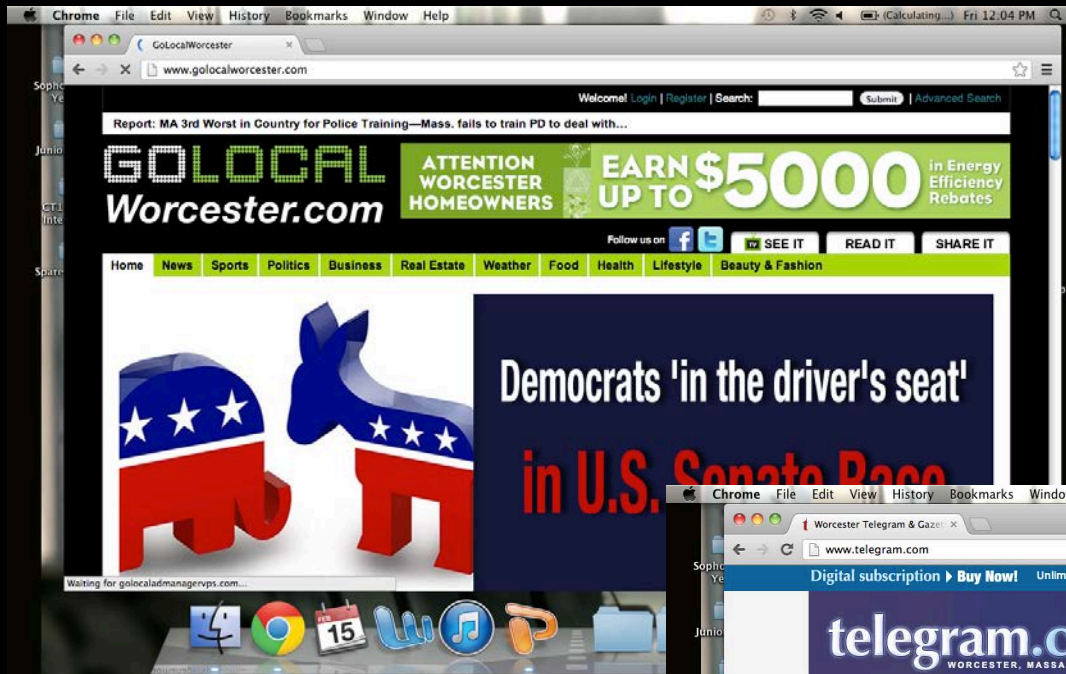 Chrome File Edit View History Bookmarks Window Help (Calculating...) Fri 12:04 PM
GoLocalWorcester
www.golocalworcester.com
Welcome! Login | Register | Search: Submit | Advanced Search
Report: MA 3rd Worst in Country for Police Training—Mass. fails to train PD to deal with...
GOLOCAL
Worcester.com
ATTENTION
WORCESTER
HOMEOWNERS
EARN
UP TO
$5000
in Energy
Efficiency
Rebates
Follow us on
SEE IT READ IT SHARE IT
Home News Sports Politics Business Real Estate Weather Food Health Lifestyle Beauty & Fashion
Democrats 'in the driver's seat'
in U.S. Senate Race
Waiting for golocaladmanagervps.com...
FEB
15
Chrome File Edit View History Bookmarks
Worcester Telegram & Gazet
www.telegram.com
Digital subscription Buy Now!
telegram.c
WORCESTER,